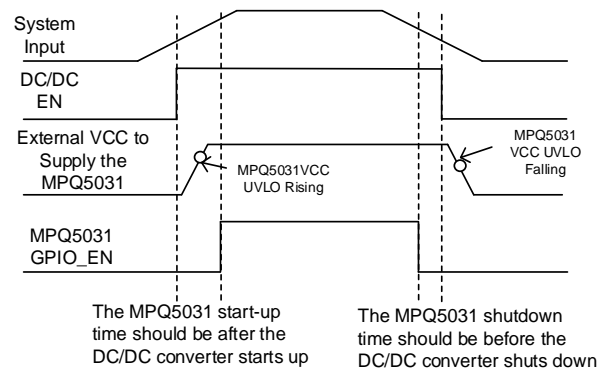 System
Input
DC/DC
EN
External VCC to
Supply the
MPQ5031
MPQ5031VCC
UVLO Rising
MPQ5031
VCC UVLO
Falling
MPQ5031
GPIO_EN
The MPQ5031 start-up
time should be after the
DC/DC converter starts up
The MPQ5031 shutdown
time should be before the
DC/DC converter shuts down